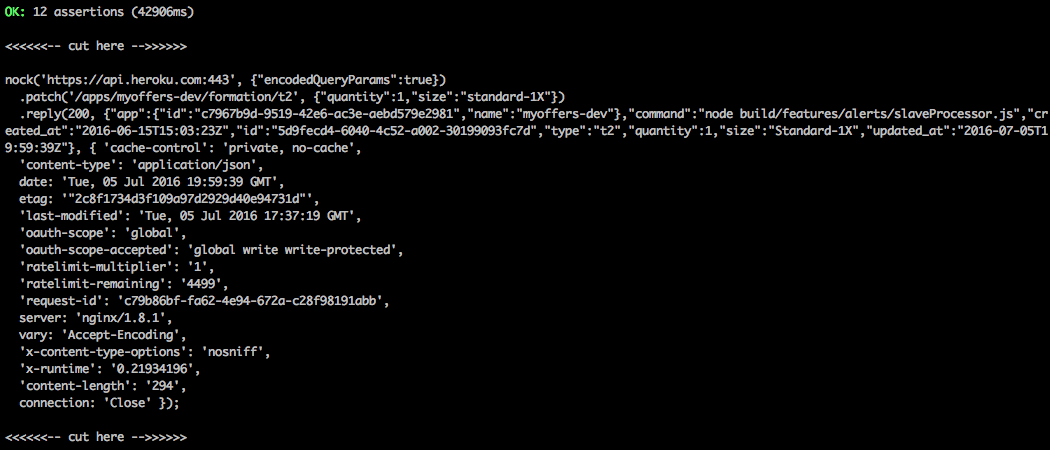 OK: 12 assertions (42906ms)
<<<<<<-- cut here -->>>>>>
nock('https://api.heroku.com:443', {"encodedQueryParams":true})
  .patch('/apps/myoffers-dev/formation/t2', {"quantity":1,"size":"standard-1X"})
  .reply(200, {"app":{"id":"c7967b9d-9519-42e6-ac3e-aebd579e2981","name":"myoffers-dev"},"command":"node build/features/alerts/slaveProcessor.js","cr
eated_at":"2016-06-15T15:03:23Z","id":"5d9fecd4-6040-4c52-a002-30199093fc7d","type":"t2","quantity":1,"size":"Standard-1X","updated_at":"2016-07-05T1
9:59:39Z"}, { 'cache-control': 'private, no-cache',
  'content-type': 'application/json',
  date: 'Tue, 05 Jul 2016 19:59:39 GMT',
  etag: '"2c8f1734d3f109a97d2929d40e94731d"',
  'last-modified': 'Tue, 05 Jul 2016 17:37:19 GMT',
  'oauth-scope': 'global',
  'oauth-scope-accepted': 'global write write-protected',
  'ratelimit-multiplier': '1',
  'ratelimit-remaining': '4499',
  'request-id': 'c79b86bf-fa62-4e94-672a-c28f98191abb',
  server: 'nginx/1.8.1',
  vary: 'Accept-Encoding',
  'x-content-type-options': 'nosniff',
  'x-runtime': '0.21934196',
  'content-length': '294',
  connection: 'Close' });
<<<<<<-- cut here -->>>>>>